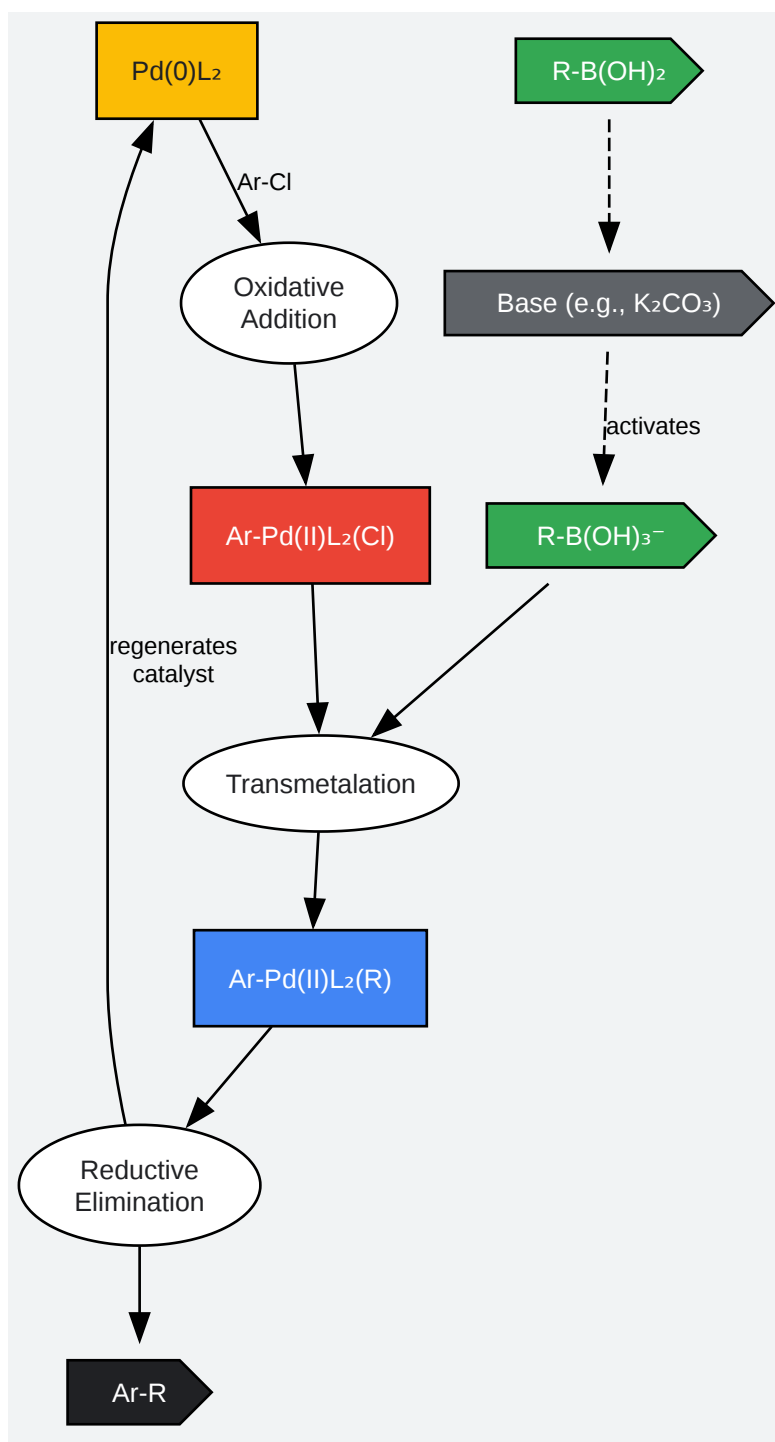 Pd(0)L₂
R-B(OH)₂
Ar-Cl
Oxidative
Addition
Base (e.g., K₂CO₃)
activates
Ar-Pd(II)L₂(Cl)
R-B(OH)₃⁻
regenerates
catalyst
Transmetalation
Ar-Pd(II)L₂(R)
Reductive
Elimination
Ar-R